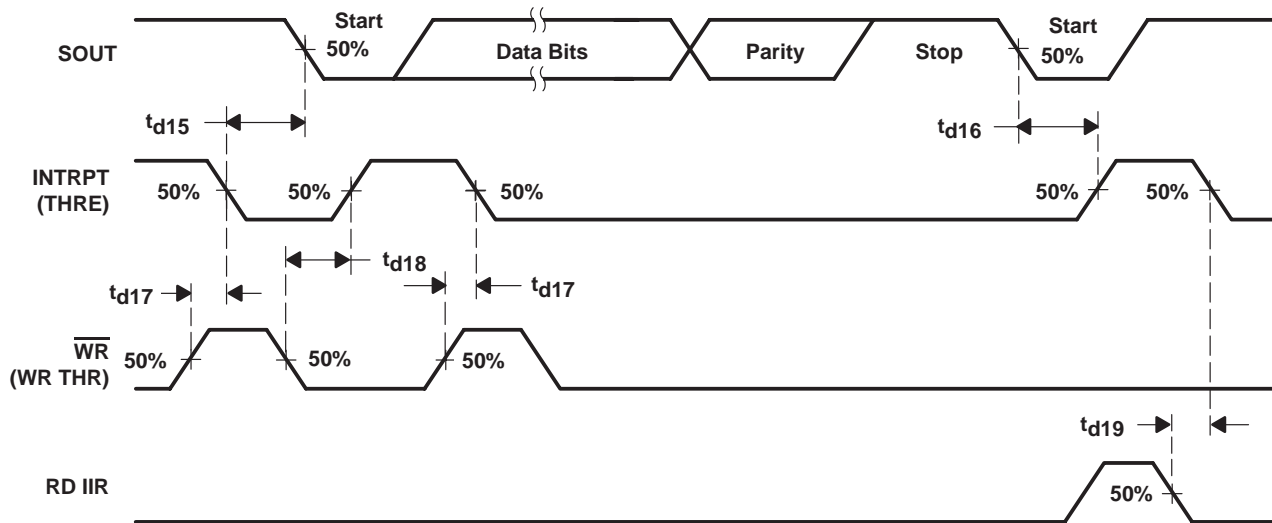 Start
Start
50%
50%
SOUT
Data Bits
Parity
Stop
td15
td16
INTRPT
(THRE)
50%
50%
50%
50%
50%
td18
td17
td17
WR
(WR THR)
50%
50%
50%
td19
RD IIR
50%